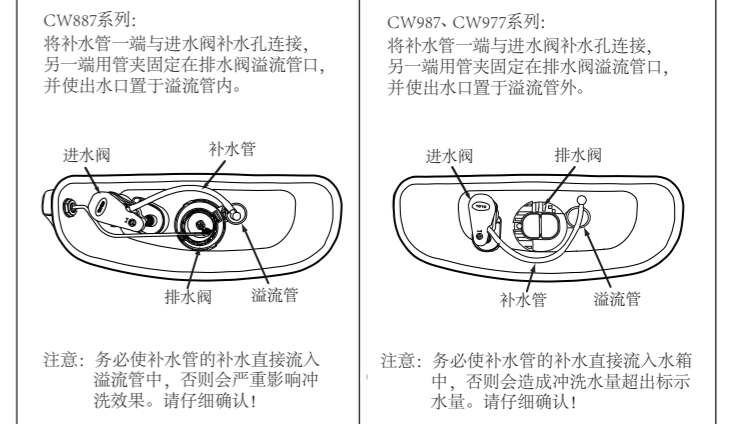 CW887系列:
将补水管一端与进水阀补水孔连接,
另一端用管夹固定在排水阀溢流管口,
并使出水口置于溢流管内。
进水阀
补水管
排水阀
溢流管
注意: 务必使补水管的补水直接流入
溢流管中, 否则会严重影响冲
洗效果。请仔细确认!
CW987、CW977系列:
将补水管一端与进水阀补水孔连接,
另一端用管夹固定在排水阀溢流管口,
并使出水口置于溢流管外。
进水阀
排水阀
补水管
溢流管
注意: 务必使补水管的补水直接流入水箱
中, 否则会造成冲洗水量超出标示
水量。请仔细确认!